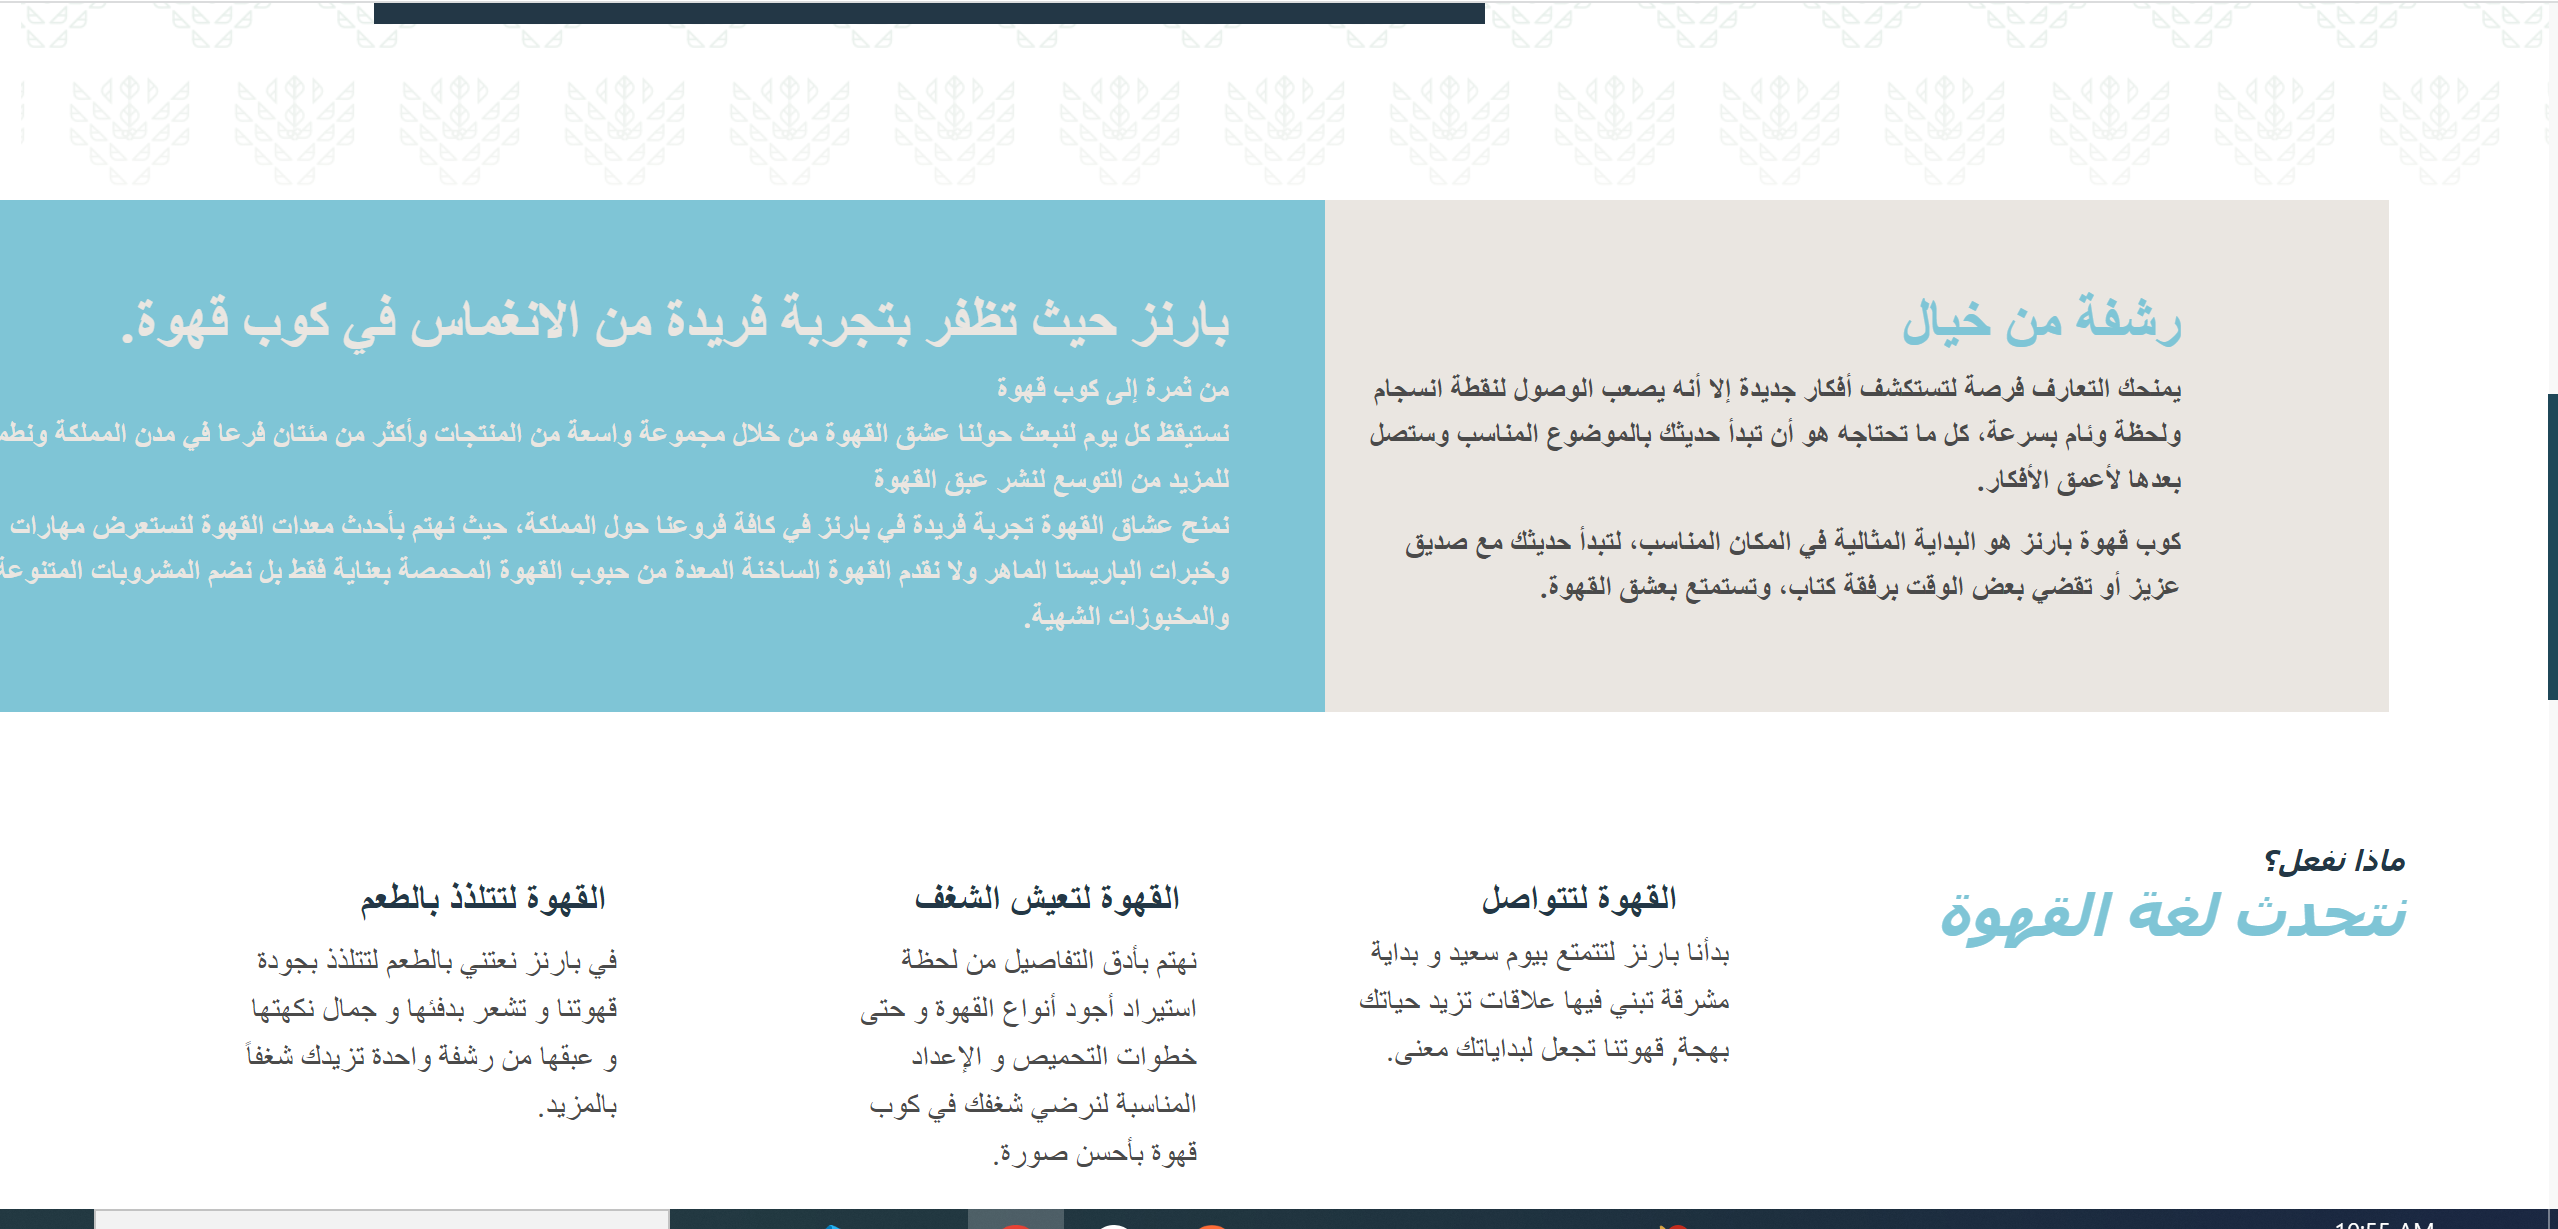 رشفة من خيال
يمنحك التعارف فرصة لتستكشف أفكار جديدة إلا أنه يصعب الوصول لنقطة انسجام
ولحظة وئام بسرعة، كل ما تحتاجه هو أن تبدأ حديثك بالموضوع المناسب وستصل
بعدها لأعمق الأفكار.
كوب قهوة بارنز هو البداية المثالية في المكان المناسب، لتبدأ حديثك مع صديق
عزيز أو تقضي بعض الوقت برفقة كتاب، وتستمتع بعشق القهوة.
بارنز حيث تظفر بتجربة فريدة من الانغماس في كوب قهوة.
من ثمرة إلى كوب قهوة
نستيقظ كل يوم لنبعث حولنا عشق القهوة من خلال مجموعة واسعة من المنتجات وأكثر من مئتان فرعا في مدن المملكة
للمزيد من التوسع لنشر عبق القهوة
نمنح عشاق القهوة تجربة فريدة في بارنز في كافة فروعنا حول المملكة، حيث نهتم بأحدث معدات القهوة لنستعرض مهارات
وخبرات الباريستا الماهر ولا نقدم القهوة الساخنة المعدة من حبوب القهوة المحمصة بعناية فقط بل نضم المشروبات المتنوعة
والمخبوزات الشهية.
ماذا نفعل؟
نتحدث لغة القهوة
القهوة لتتواصل
بدأنا بارنز لتتمتع بيوم سعيد و بداية
مشرقة تبني فيها علاقات تزيد حياتك
بهجة, قهوتنا تجعل لبداياتك معنى.
القهوة لتعيش الشغف
نهتم بأدق التفاصيل من لحظة
استيراد أجود أنواع القهوة و حتى
خطوات التحميص و الإعداد
المناسبة لنرضي شغفك في كوب
قهوة بأحسن صورة.
القهوة لتتلذذ بالطعم
في بارنز نعتني بالطعم لتتلذذ بجودة
قهوتنا و تشعر بدفئها و جمال نكهتها
و عبقها من رشفة واحدة تزيدك شغفاً
بالمزيد.